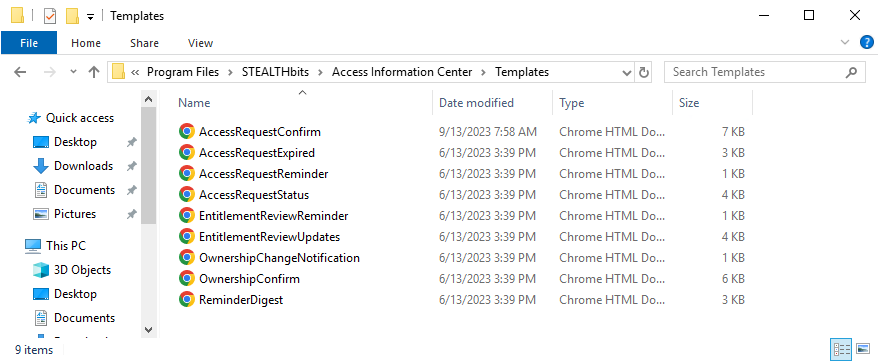 Templates
File Home Share View
« Program Files › STEALTHbits › Access Information Center › Templates Search Templates
Name Date modified Type Size
Quick access
Desktop
Downloads
Documents
Pictures
This PC
3D Objects
Desktop
Documents
AccessRequestConfirm 9/13/2023 7:58 AM Chrome HTML Do... 7 KB
AccessRequestExpired 6/13/2023 3:39 PM Chrome HTML Do... 3 KB
AccessRequestReminder 6/13/2023 3:39 PM Chrome HTML Do... 1 KB
AccessRequestStatus 6/13/2023 3:39 PM Chrome HTML Do... 4 KB
EntitlementReviewReminder 6/13/2023 3:39 PM Chrome HTML Do... 1 KB
EntitlementReviewUpdates 6/13/2023 3:39 PM Chrome HTML Do... 4 KB
OwnershipChangeNotification 6/13/2023 3:39 PM Chrome HTML Do... 1 KB
OwnershipConfirm 6/13/2023 3:39 PM Chrome HTML Do... 6 KB
ReminderDigest 6/13/2023 3:39 PM Chrome HTML Do... 3 KB
9 items